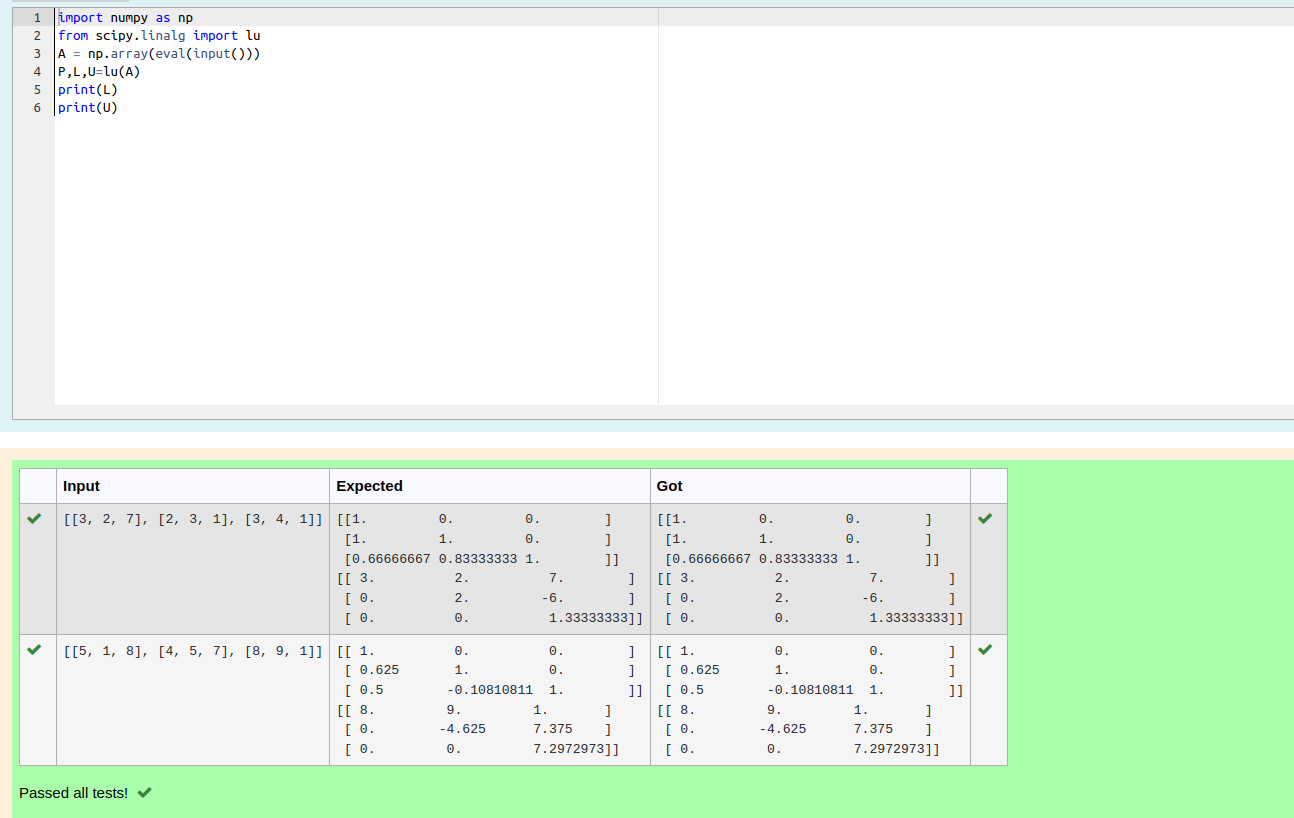 1 import numpy as np
2 from scipy.linalg import lu
3 A = np.array(eval(input()))
4 P,L,U=lu(A)
5 print(L)
6 print(U)
Input Expected Got
[[3, 2, 7], [2, 3, 1], [3, 4, 1]] [[1. 0. 0. ] [[1. 0. 0. ]
[1. 1. 0. ] [1. 1. 0. ]
[0.66666667 0.83333333 1. ]] [0.66666667 0.83333333 1. ]]
[[ 3. 2. 7. ] [[ 3. 2. 7. ]
[ 0. 2. -6. ] [ 0. 2. -6. ]
[ 0. 0. 1.33333333]] [ 0. 0. 1.33333333]]
[[5, 1, 8], [4, 5, 7], [8, 9, 1]] [[ 1. 0. 0. ] [[ 1. 0. 0. ]
[ 0.625 1. 0. ] [ 0.625 1. 0. ]
[ 0.5 -0.10810811 1. ]] [ 0.5 -0.10810811 1. ]]
[[ 8. 9. 1. ] [[ 8. 9. 1. ]
[ 0. -4.625 7.375 ] [ 0. -4.625 7.375 ]
[ 0. 0. 7.2972973]] [ 0. 0. 7.2972973]]
Passed all tests!